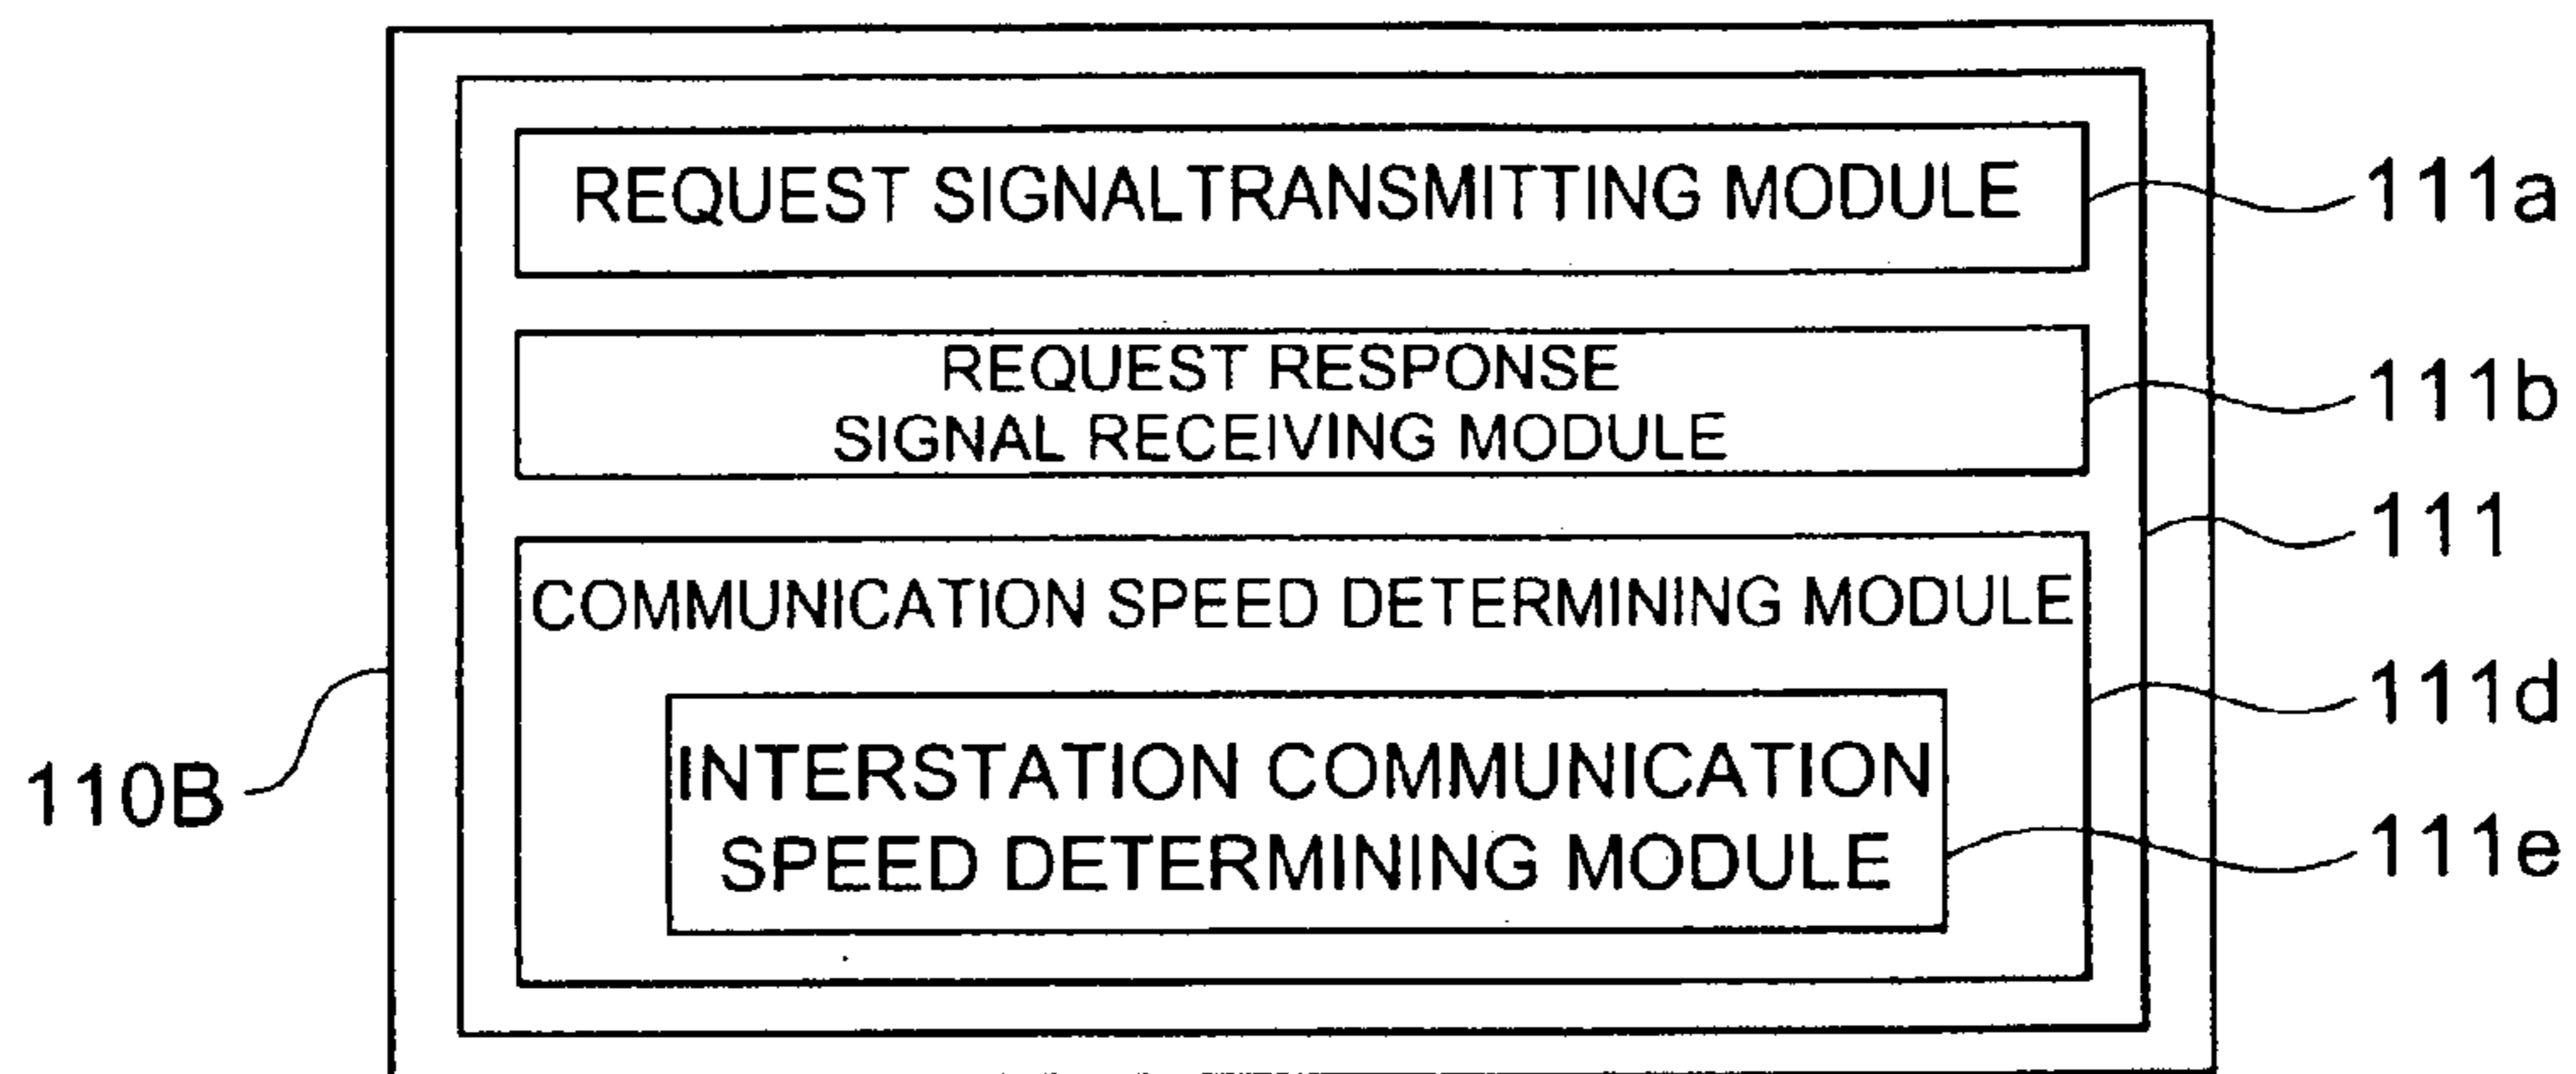 REQUEST SIGNALTRANSMITTING MODULE
111a
REQUEST RESPONSE
SIGNAL RECEIVING MODULE
111b
111
COMMUNICATION SPEED DETERMINING MODULE
111d
INTERSTATION COMMUNICATION
SPEED DETERMINING MODULE
111e
110B